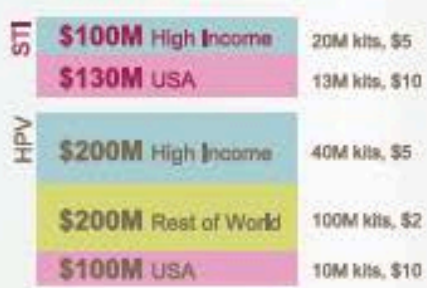 STI
$100M High Income 20M kits, $5
$130M USA 13M kits, $10
HPV
$200M High Income 40M kits, $5
$200M Rest of World 100M kits, $2
$100M USA 10M kits, $10